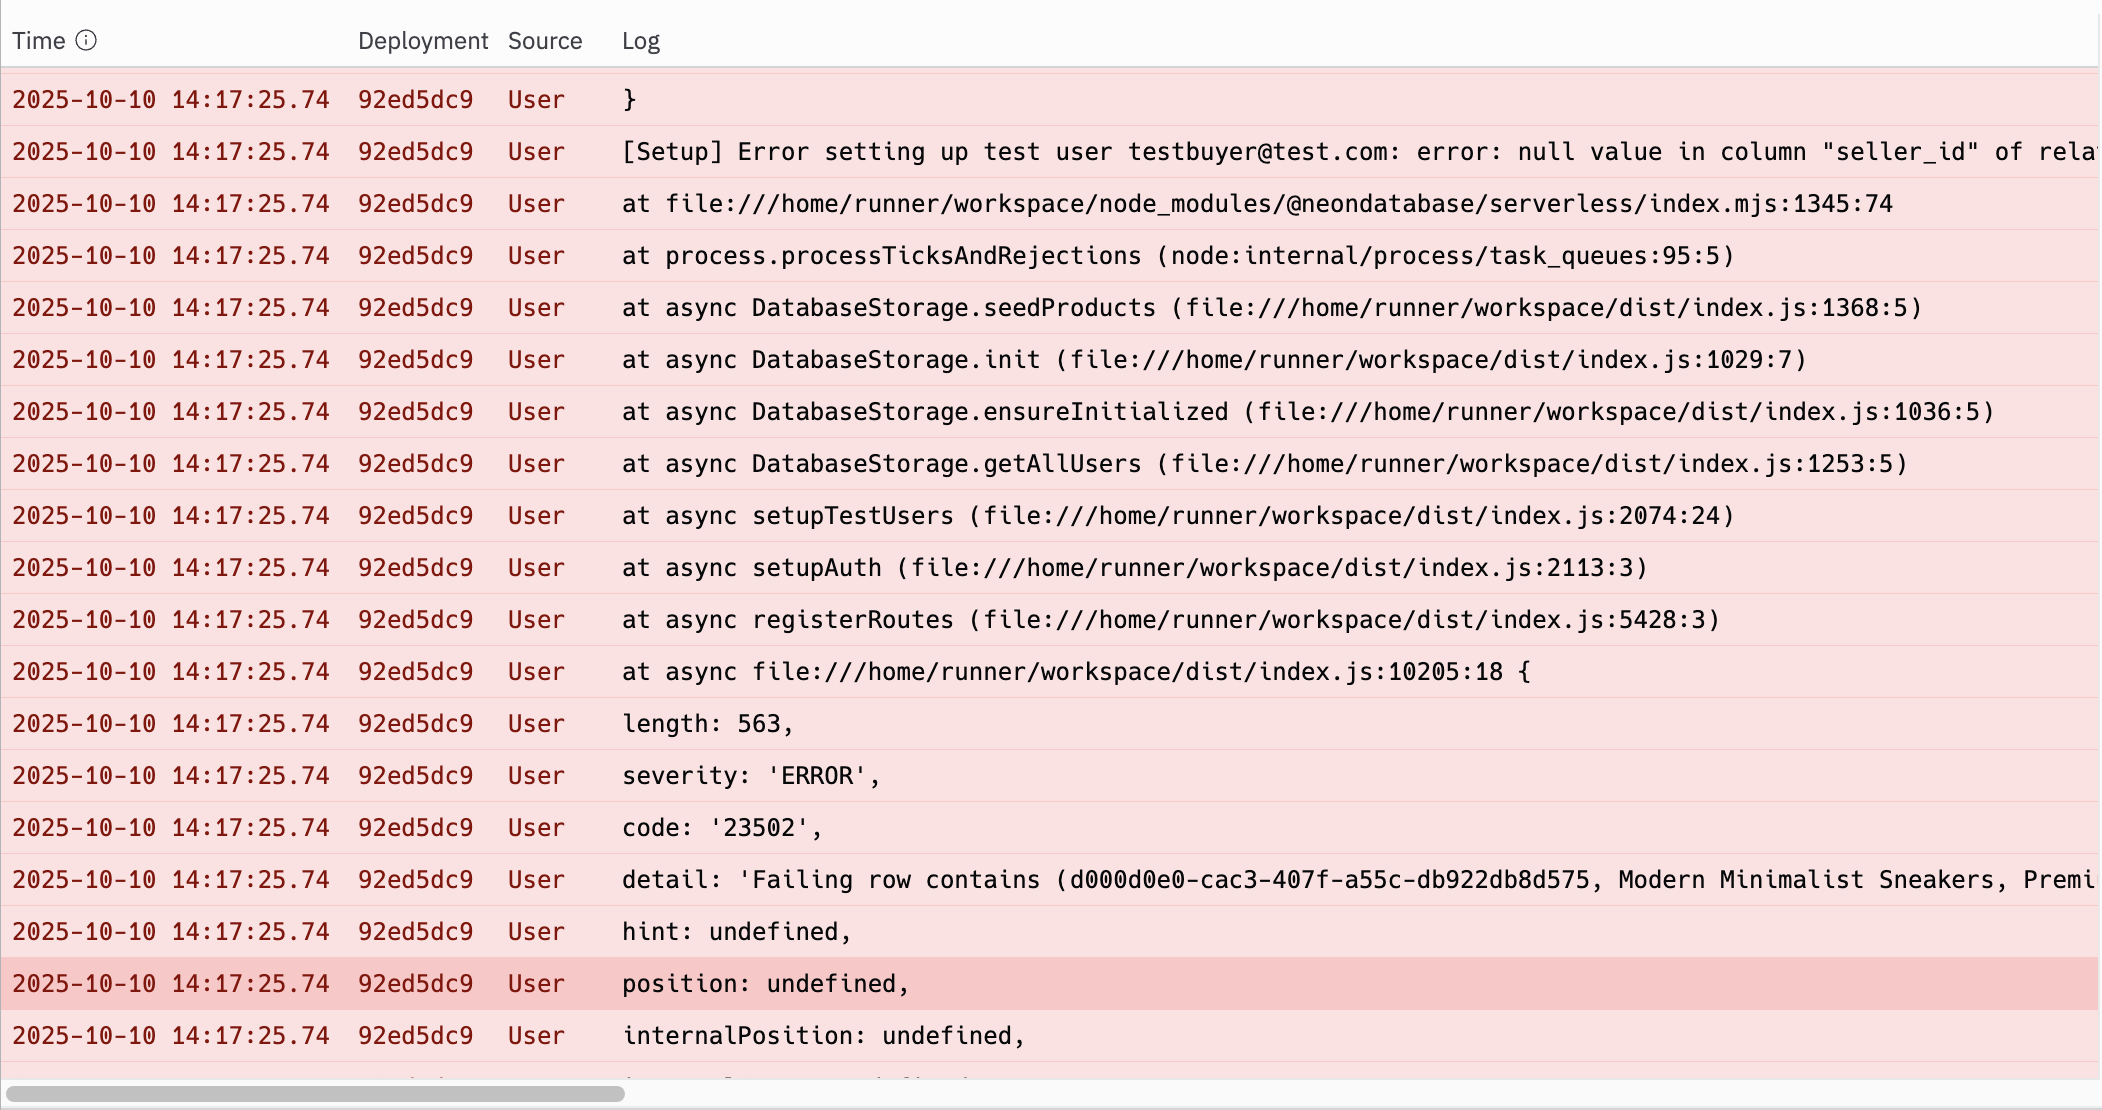 Time Deployment Source Log
2025-10-10 14:17:25.74 92ed5dc9 User }
2025-10-10 14:17:25.74 92ed5dc9 User [Setup] Error setting up test user testbuyer@test.com: error: null value in column "seller_id" of rela
2025-10-10 14:17:25.74 92ed5dc9 User at file:///home/runner/workspace/node_modules/@neondatabase/serverless/index.mjs:1345:74
2025-10-10 14:17:25.74 92ed5dc9 User at process.processTicksAndRejections (node:internal/process/task_queues:95:5)
2025-10-10 14:17:25.74 92ed5dc9 User at async DatabaseStorage.seedProducts (file:///home/runner/workspace/dist/index.js:1368:5)
2025-10-10 14:17:25.74 92ed5dc9 User at async DatabaseStorage.init (file:///home/runner/workspace/dist/index.js:1029:7)
2025-10-10 14:17:25.74 92ed5dc9 User at async DatabaseStorage.ensureInitialized (file:///home/runner/workspace/dist/index.js:1036:5)
2025-10-10 14:17:25.74 92ed5dc9 User at async DatabaseStorage.getAllUsers (file:///home/runner/workspace/dist/index.js:1253:5)
2025-10-10 14:17:25.74 92ed5dc9 User at async setupTestUsers (file:///home/runner/workspace/dist/index.js:2074:24)
2025-10-10 14:17:25.74 92ed5dc9 User at async setupAuth (file:///home/runner/workspace/dist/index.js:2113:3)
2025-10-10 14:17:25.74 92ed5dc9 User at async registerRoutes (file:///home/runner/workspace/dist/index.js:5428:3)
2025-10-10 14:17:25.74 92ed5dc9 User at async file:///home/runner/workspace/dist/index.js:10205:18 {
2025-10-10 14:17:25.74 92ed5dc9 User length: 563,
2025-10-10 14:17:25.74 92ed5dc9 User severity: 'ERROR',
2025-10-10 14:17:25.74 92ed5dc9 User code: '23502',
2025-10-10 14:17:25.74 92ed5dc9 User detail: 'Failing row contains (d000d0e0-cac3-407f-a55c-db922db8d575, Modern Minimalist Sneakers, Premi
2025-10-10 14:17:25.74 92ed5dc9 User hint: undefined,
2025-10-10 14:17:25.74 92ed5dc9 User position: undefined,
2025-10-10 14:17:25.74 92ed5dc9 User internalPosition: undefined,